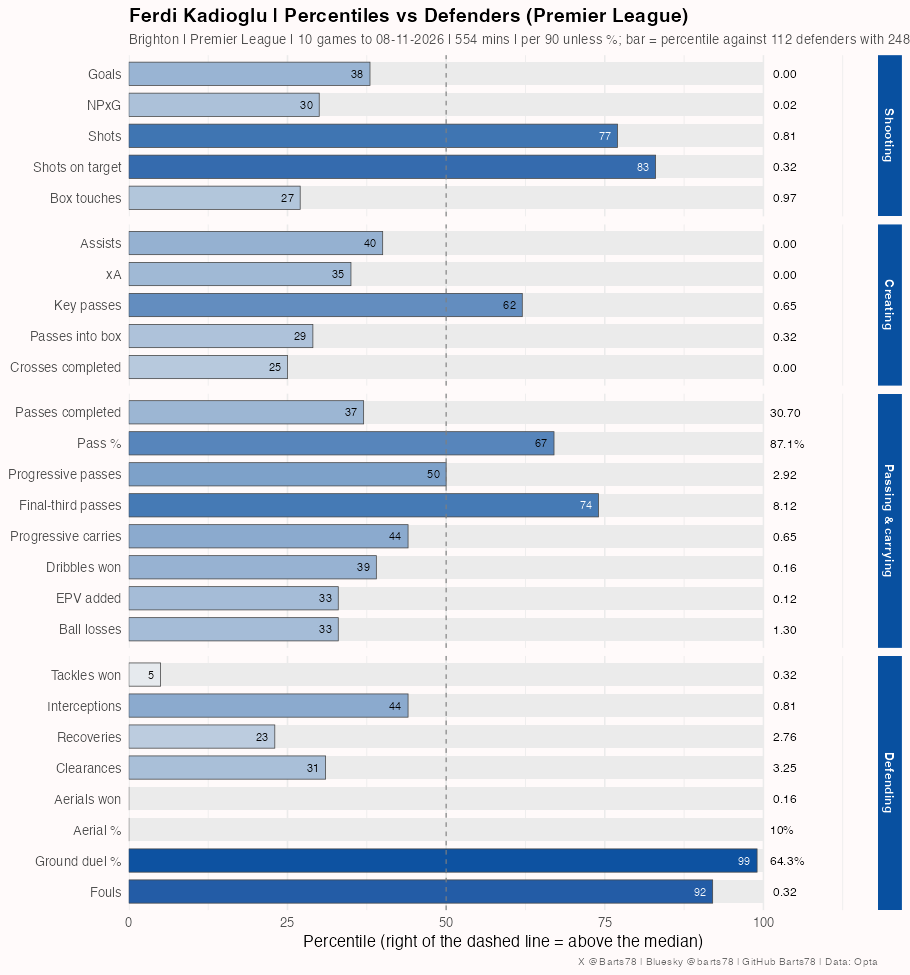 Ferdi Kadioglu | Percentiles vs Defenders (Premier League)
Brighton | Premier League | 10 games to 08-11-2026 | 554 mins | per 90 unless %; bar = percentile against 112 defenders with 248
Goals 38 0.00
NPxG 30 0.02
Shots 77 0.81
Shots on target 83 0.32
Box touches 27 0.97
Shooting
Assists 40 0.00
xA 35 0.00
Key passes 62 0.65
Passes into box 29 0.32
Crosses completed 25 0.00
Creating
Passes completed 37 30.70
Pass % 67 87.1%
Progressive passes 50 2.92
Final-third passes 74 8.12
Progressive carries 44 0.65
Dribbles won 39 0.16
EPV added 33 0.12
Ball losses 33 1.30
Passing & carrying
Tackles won 5 0.32
Interceptions 44 0.81
Recoveries 23 2.76
Clearances 31 3.25
Aerials won 0.16
Aerial % 10%
Ground duel % 99 64.3%
Fouls 92 0.32
Defending
0 25 50 75 100
Percentile (right of the dashed line = above the median)
X @Barts78 | Bluesky @barts78 | GitHub Barts78 | Data: Opta